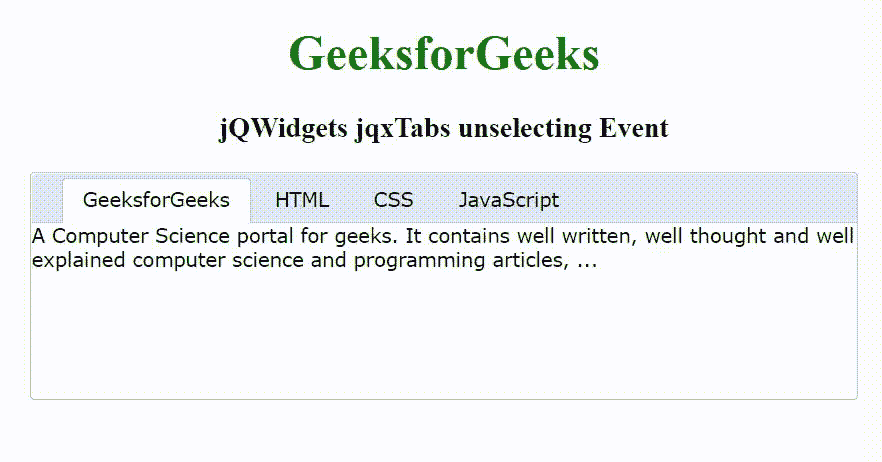 GeeksforGeeks
jQWidgets jqxTabs unselecting Event
GeeksforGeeks HTML CSS JavaScript
A Computer Science portal for geeks. It contains well written, well thought and well
explained computer science and programming articles, ...